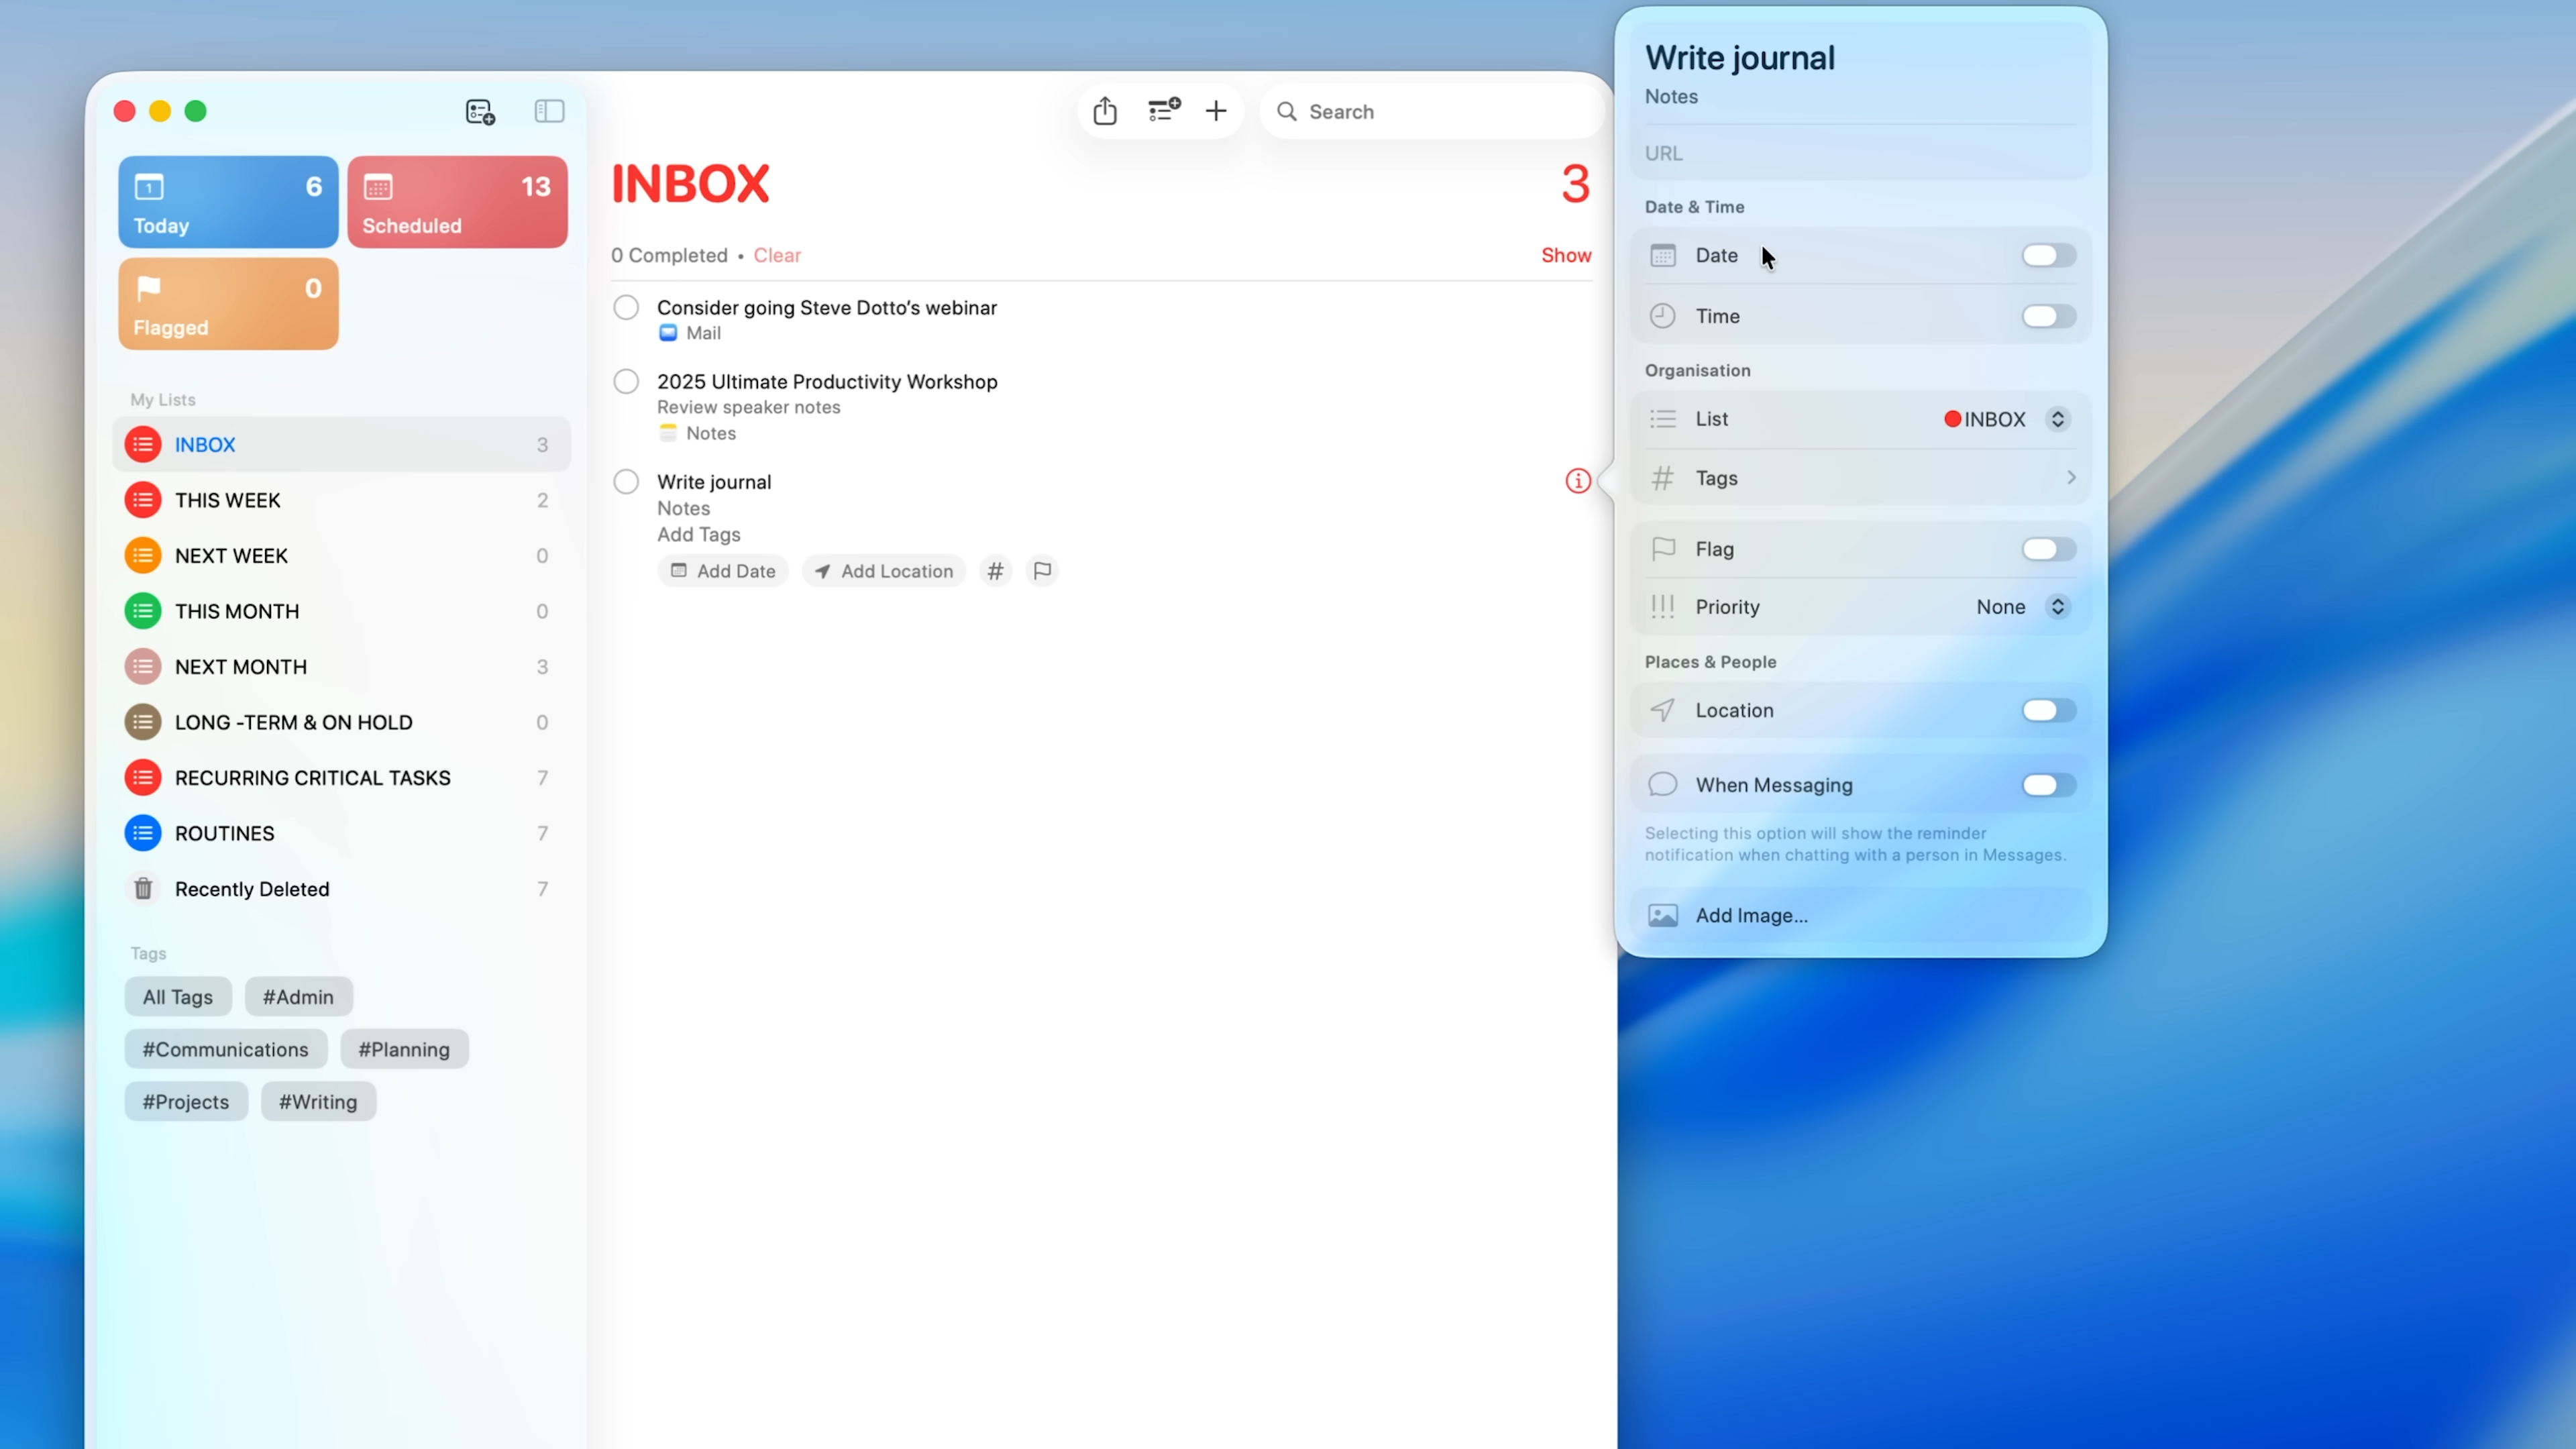 1
6
Today
13
Scheduled
0
Flagged
My Lists
INBOX 3
THIS WEEK 2
NEXT WEEK 0
THIS MONTH 0
NEXT MONTH 3
LONG -TERM & ON HOLD 0
RECURRING CRITICAL TASKS 7
ROUTINES 7
Recently Deleted 7
Tags
All Tags #Admin
#Communications #Planning
#Projects #Writing
Search
INBOX 3
0 Completed • Clear Show
Consider going Steve Dotto’s webinar
Mail
2025 Ultimate Productivity Workshop
Review speaker notes
Notes
Write journal
Notes
Add Tags
Add Date Add Location #
Write journal
Notes
URL
Date & Time
Date
Time
Organisation
List INBOX
# Tags
Flag
!!! Priority None
Places & People
Location
When Messaging
Selecting this option will show the reminder
notification when chatting with a person in Messages.
Add Image...